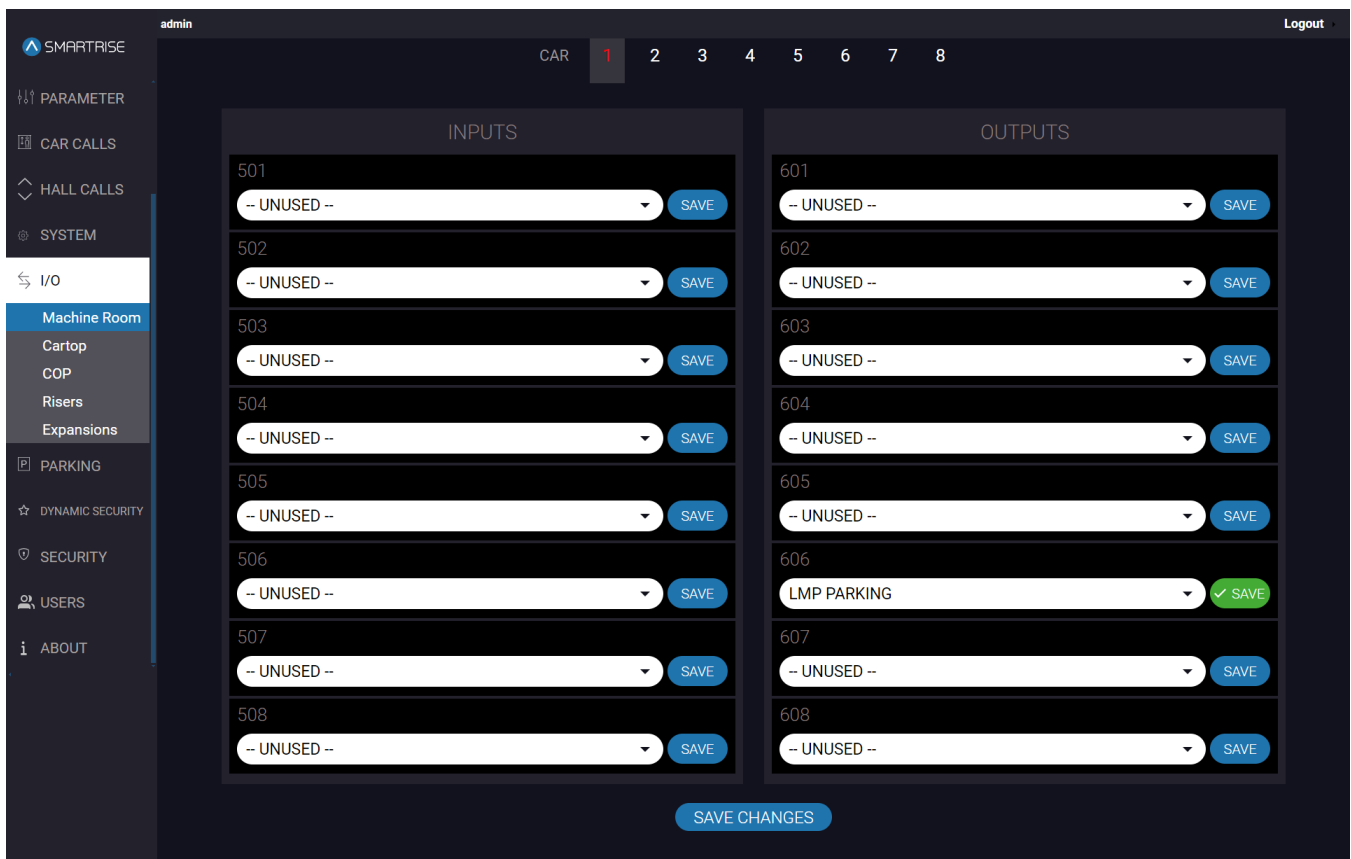 admin
Logout
SMARTRISE
CAR 1 2 3 4 5 6 7 8
PARAMETER
CAR CALLS
HALL CALLS
SYSTEM
I/O
Machine Room
Cartop
COP
Risers
Expansions
PARKING
DYNAMIC SECURITY
SECURITY
USERS
ABOUT
INPUTS
501
-- UNUSED -- SAVE
502
-- UNUSED -- SAVE
503
-- UNUSED -- SAVE
504
-- UNUSED -- SAVE
505
-- UNUSED -- SAVE
506
-- UNUSED -- SAVE
507
-- UNUSED -- SAVE
508
-- UNUSED -- SAVE
OUTPUTS
601
-- UNUSED -- SAVE
602
-- UNUSED -- SAVE
603
-- UNUSED -- SAVE
604
-- UNUSED -- SAVE
605
-- UNUSED -- SAVE
606
LMP PARKING ✓ SAVE
607
-- UNUSED -- SAVE
608
-- UNUSED -- SAVE
SAVE CHANGES